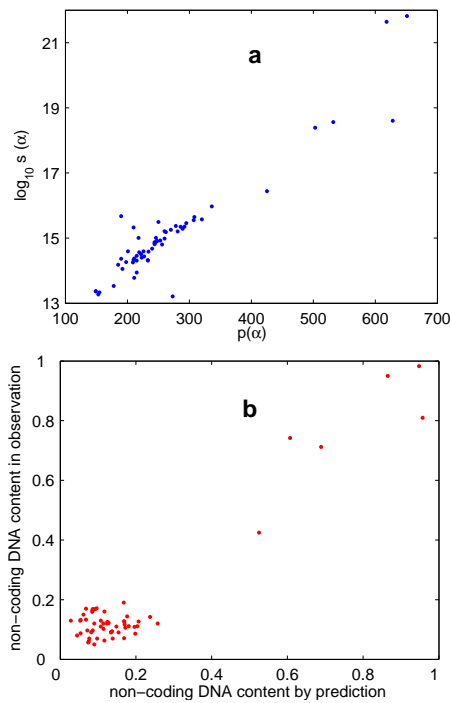 21
19
17
15
13
log10 s (α)
a
100 200 300 400 500 600 700
p(α)
1
0.8
0.6
0.4
0.2
0
non−coding DNA content in observation
b
0 0.2 0.4 0.6 0.8 1
non−coding DNA content by prediction